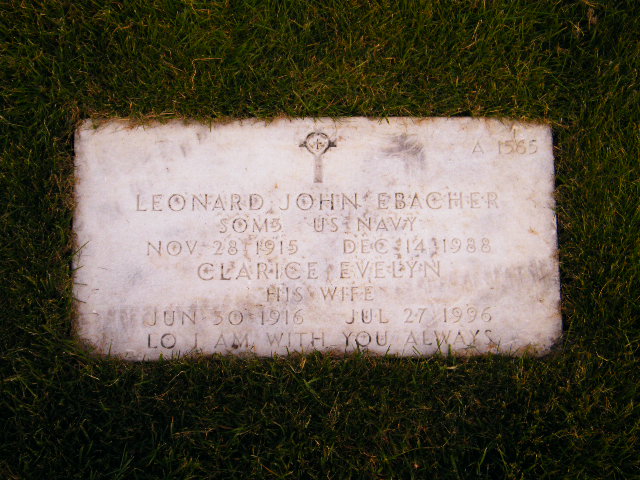 A 1565
LEONARD JOHN EBACHER
SOM3 US NAVY
NOV 28 1915 DEC 14 1988
CLARICE EVELYN
HIS WIFE
JUN 30 1916 JUL 27 1996
LO I AM WITH YOU ALWAYS